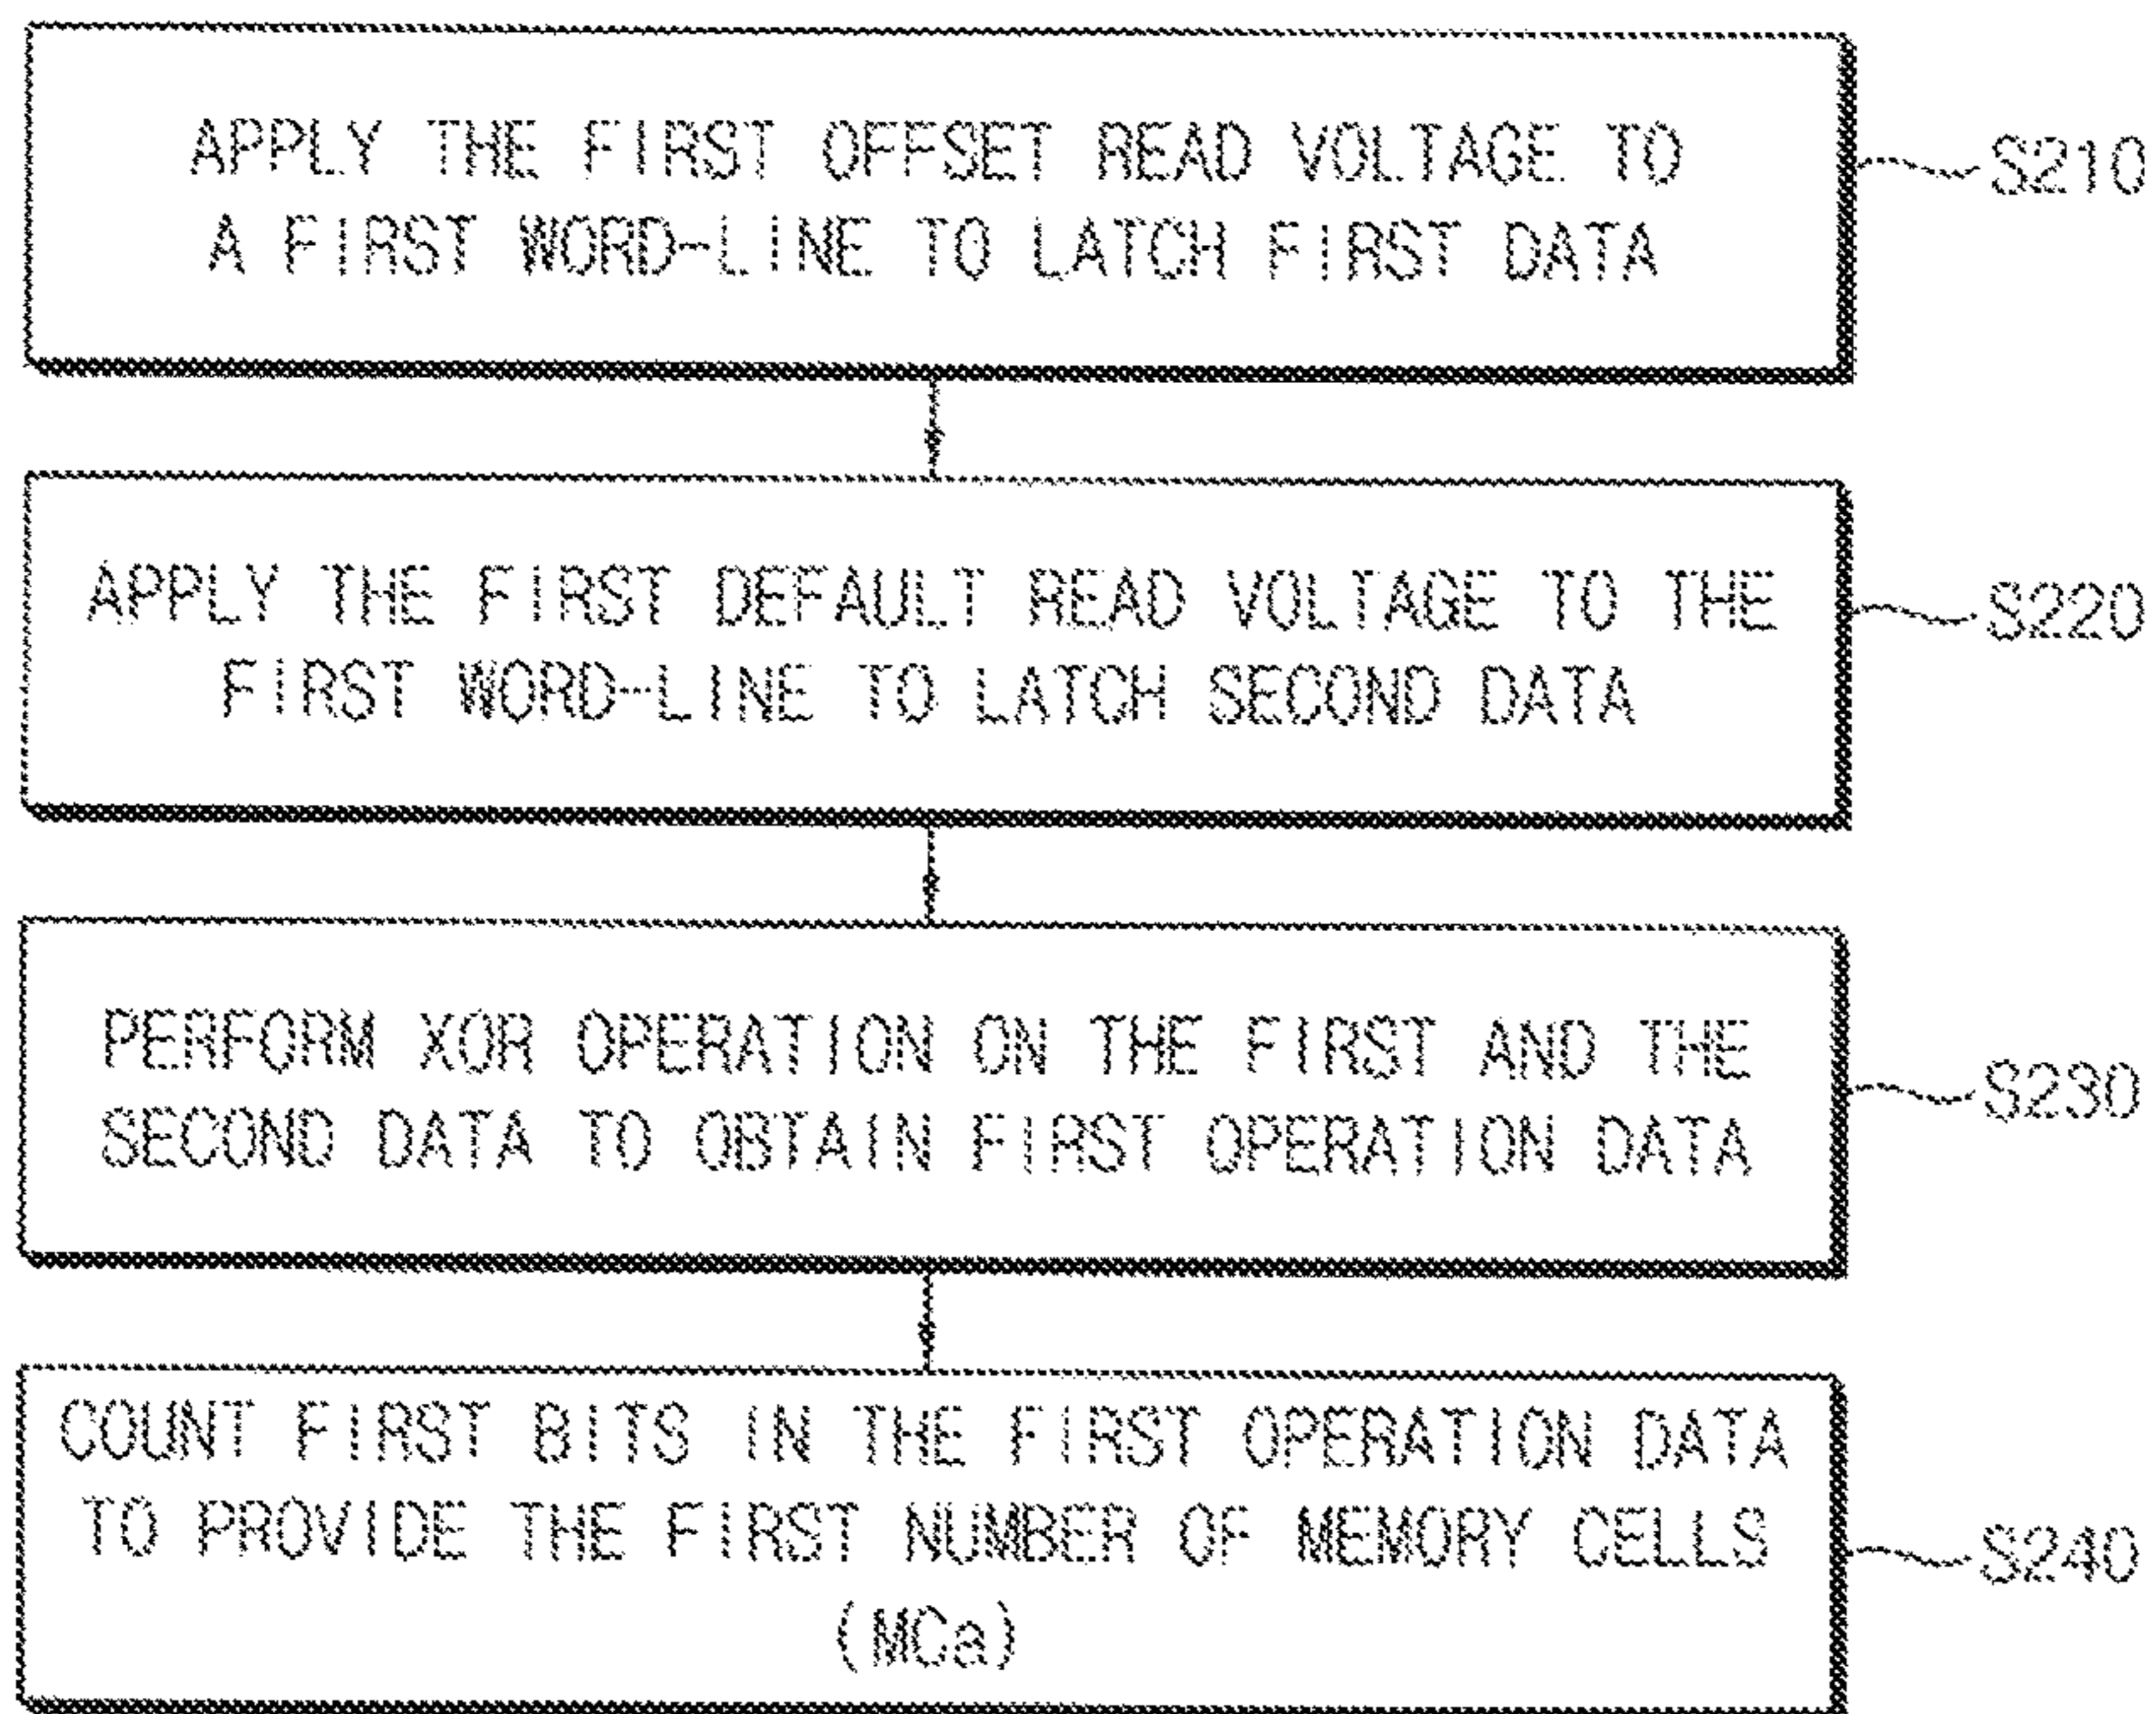 APPLY THE FIRST OFFSET READ VOLTAGE TO
A FIRST WORD-LINE TO LATCH FIRST DATA
S210
APPLY THE FIRST DEFAULT READ VOLTAGE TO THE
FIRST WORD-LINE TO LATCH SECOND DATA
S220
PERFORM XOR OPERATION ON THE FIRST AND THE
SECOND DATA TO OBTAIN FIRST OPERATION DATA
S230
COUNT FIRST BITS IN THE FIRST OPERATION DATA
TO PROVIDE THE FIRST NUMBER OF MEMORY CELLS
(MCa)
S240